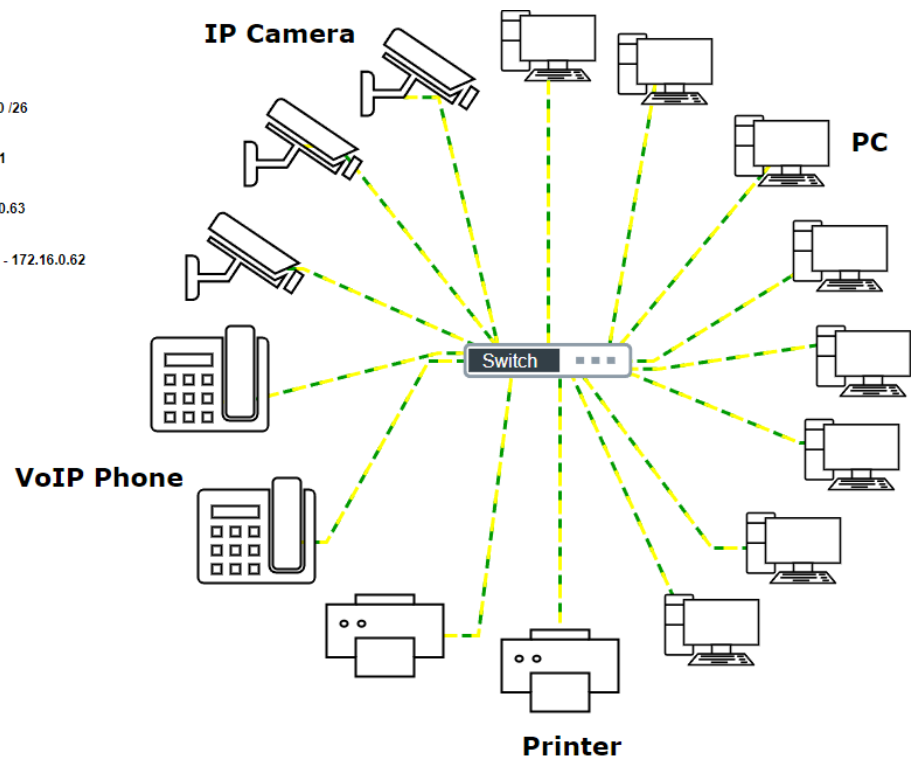 IP Camera
0 /26
PC
1
0.63
- 172.16.0.62
Switch
VoIP Phone
Printer